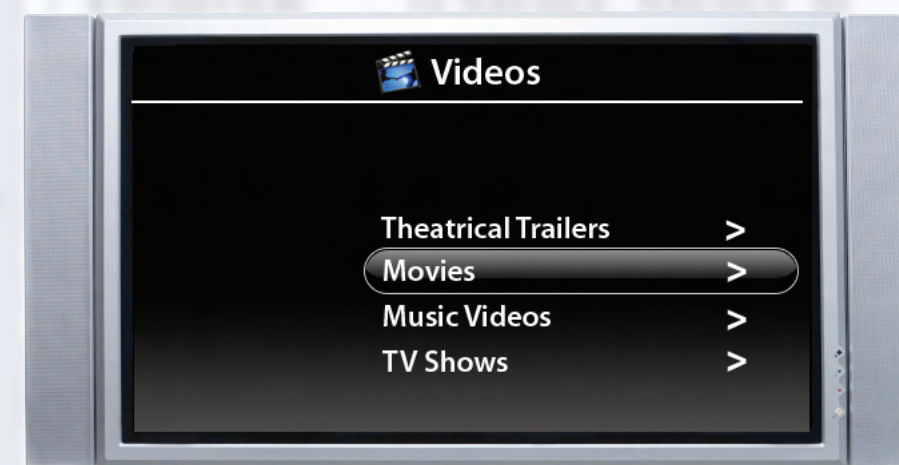 Videos
Theatrical Trailers >
Movies >
Music Videos >
TV Shows >